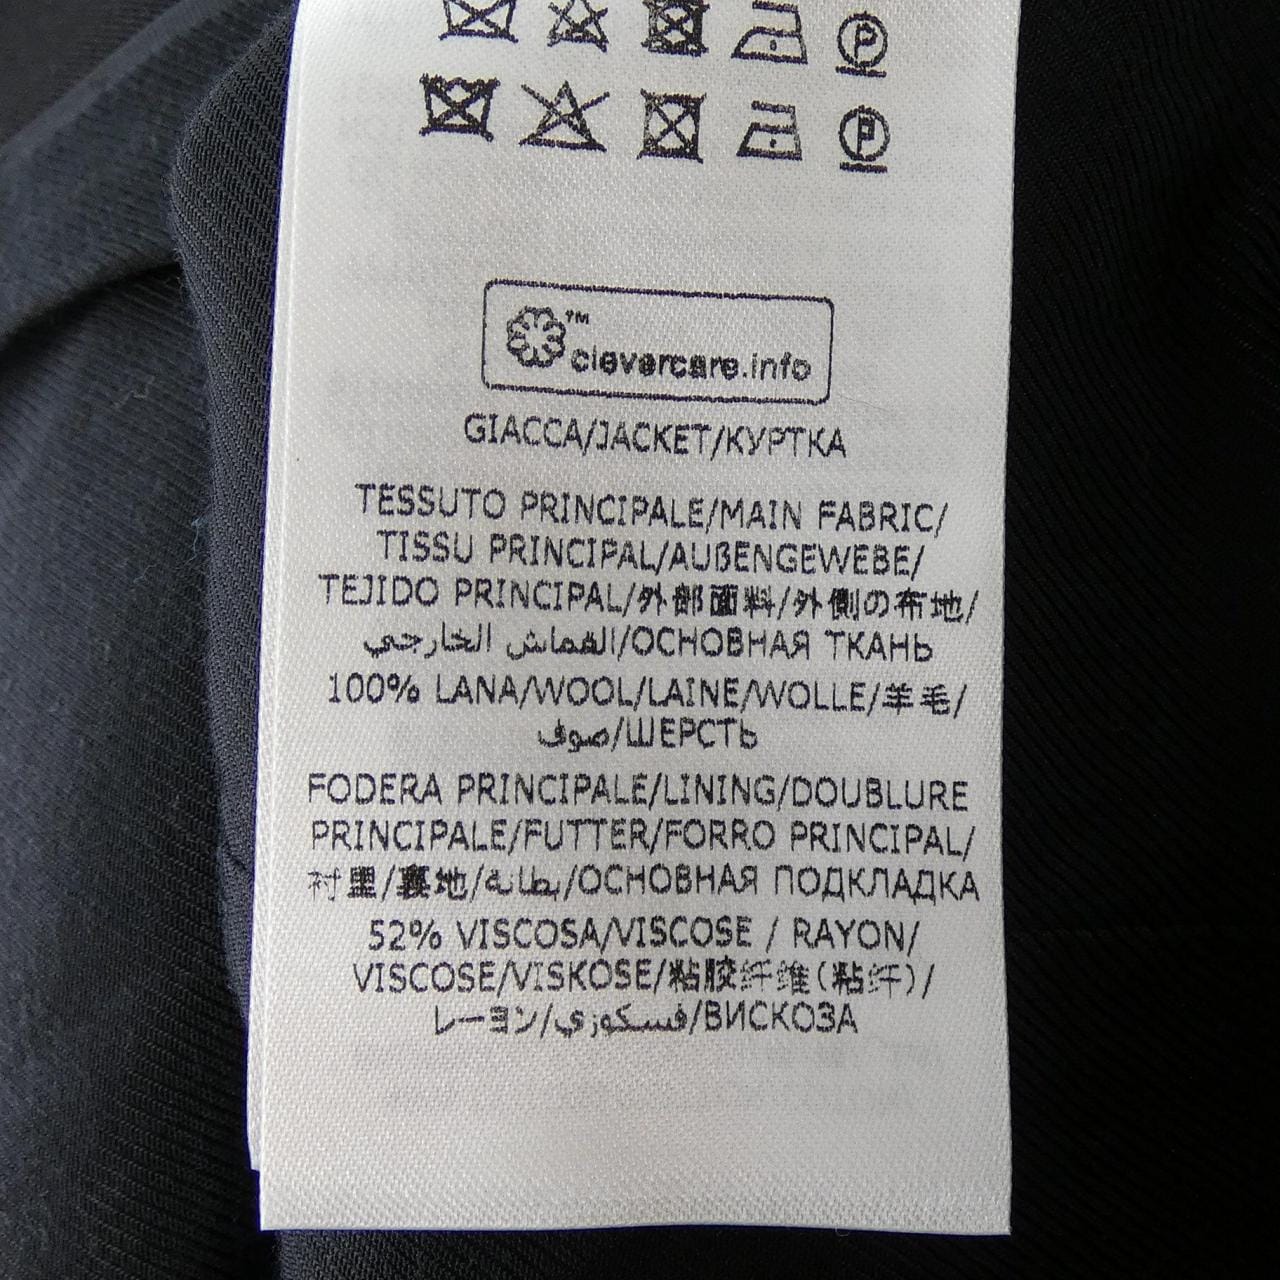 P
P
™
clevercare.info
GIACCA/JACKET/КУРТКА
TESSUTO PRINCIPALE/MAIN FABRIC/
TISSU PRINCIPAL/AUßENGEWEBE/
TEJIDO PRINCIPAL/外部面料/外側の布地/
القماش الخارجي/ОСНОВНАЯ ТКАНЬ
100% LANA/WOOL/LAINE/WOLLE/羊毛/
صوف/ШЕРСТЬ
FODERA PRINCIPALE/LINING/DOUBLURE
PRINCIPALE/FUTTER/FORRO PRINCIPAL/
衬里/裏地/بطانة/ОСНОВНАЯ ПОДКЛАДКА
52% VISCOSA/VISCOSE / RAYON/
VISCOSE/VISKOSE/粘胶纤维(粘纤)/
レーヨン/فسكوزي/ВИСКОЗА